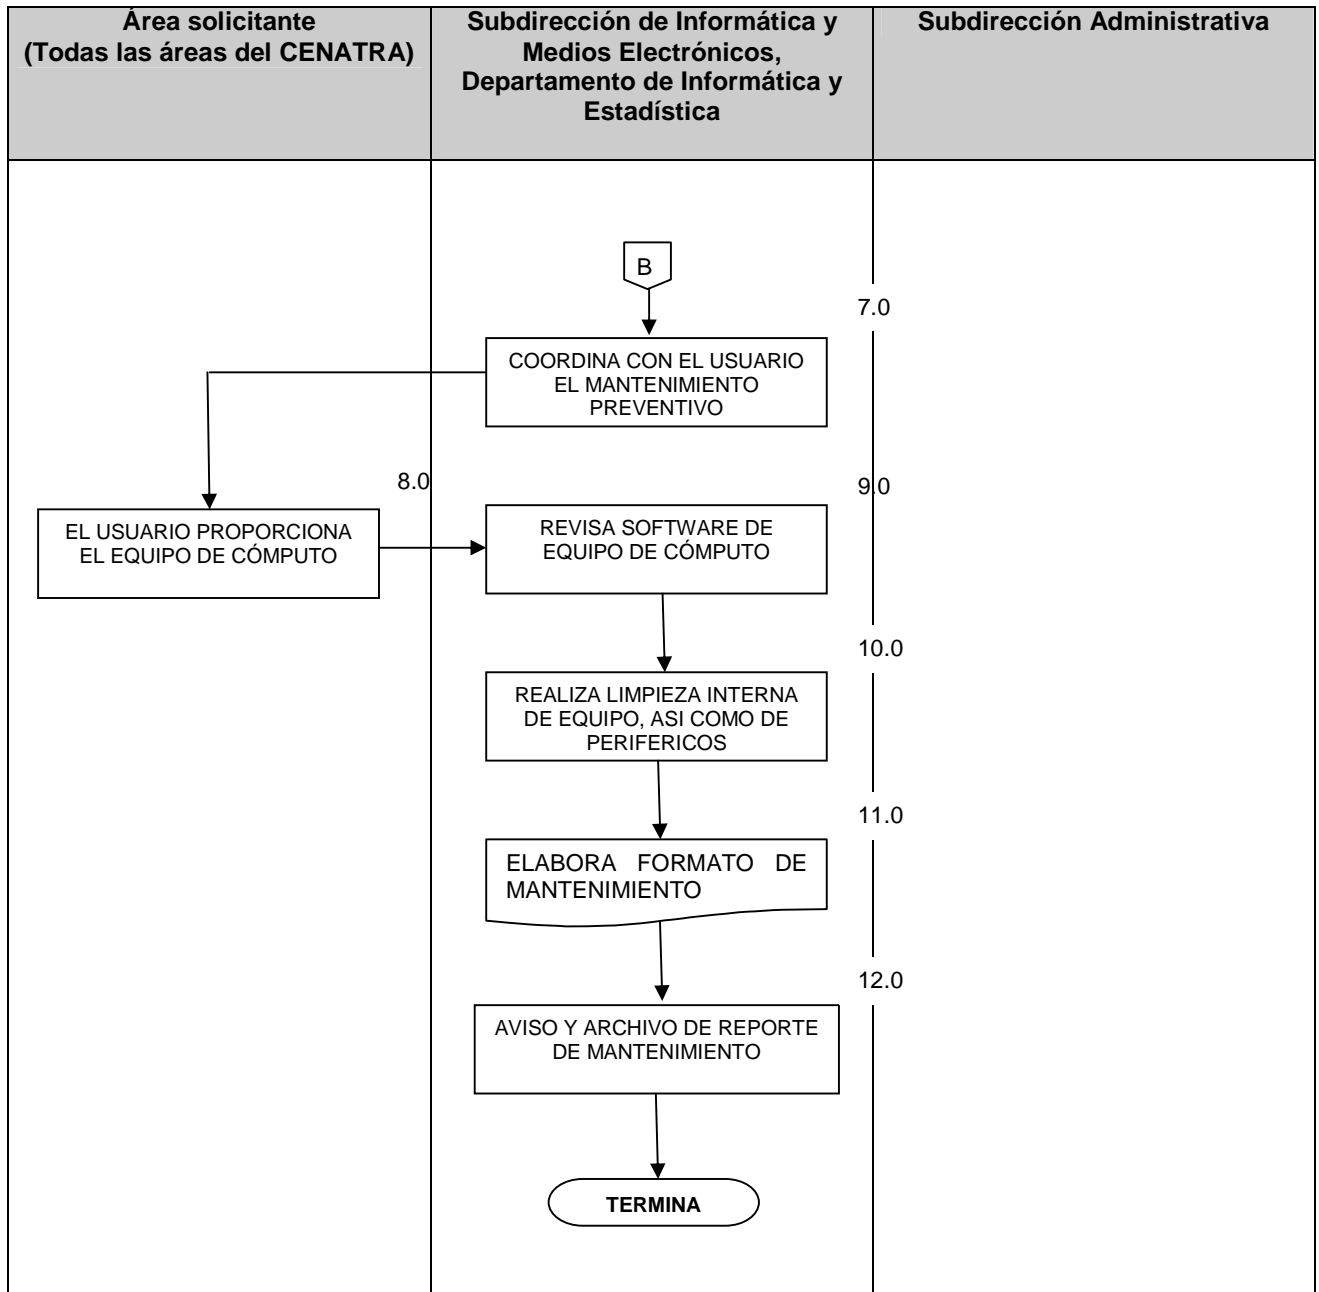 Área solicitante
(Todas las áreas del CENATRA)
Subdirección de Informática y
Medios Electrónicos,
Departamento de Informática y
Estadística
Subdirección Administrativa
B
7.0
COORDINA CON EL USUARIO
EL MANTENIMIENTO
PREVENTIVO
8.0
EL USUARIO PROPORCIONA
EL EQUIPO DE CÓMPUTO
9.0
REVISA SOFTWARE DE
EQUIPO DE CÓMPUTO
10.0
REALIZA LIMPIEZA INTERNA
DE EQUIPO, ASI COMO DE
PERIFERICOS
11.0
ELABORA FORMATO DE
MANTENIMIENTO
12.0
AVISO Y ARCHIVO DE REPORTE
DE MANTENIMIENTO
TERMINA